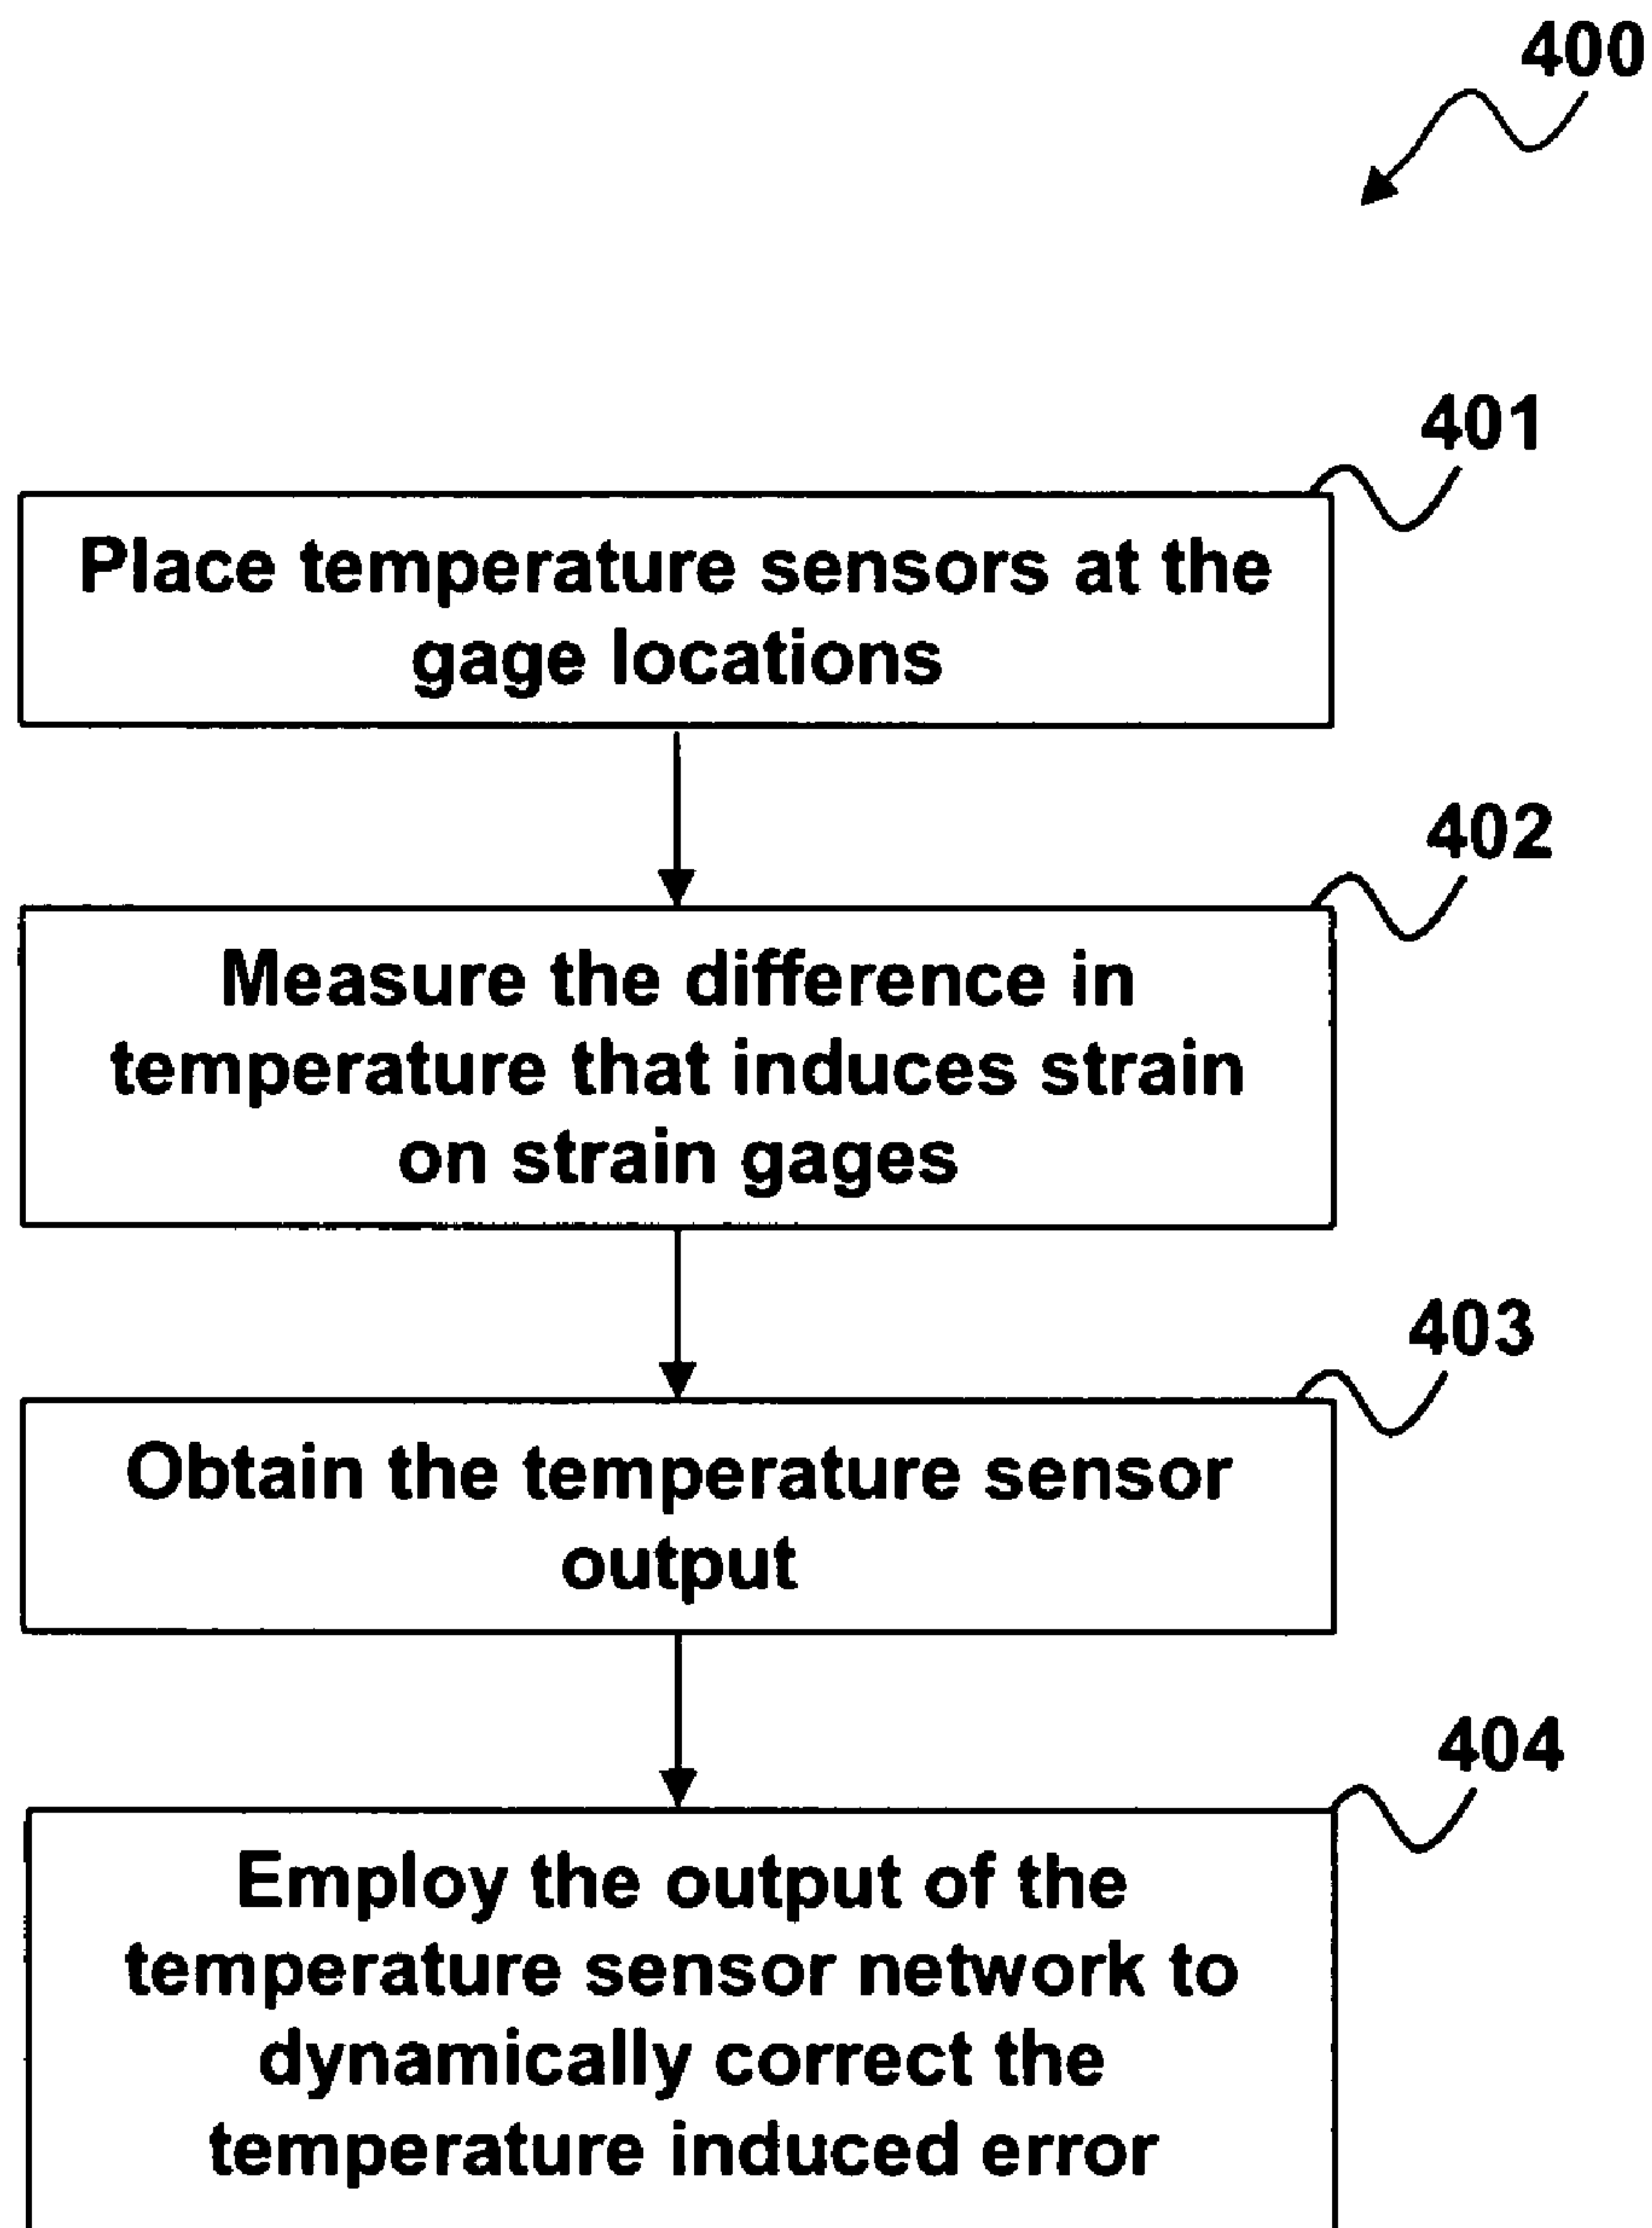 400
401
Place temperature sensors at the
gage locations
402
Measure the difference in
temperature that induces strain
on strain gages
403
Obtain the temperature sensor
output
404
Employ the output of the
temperature sensor network to
dynamically correct the
temperature induced error